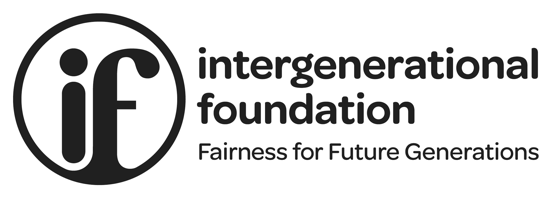 if
intergenerational
foundation
Fairness for Future Generations